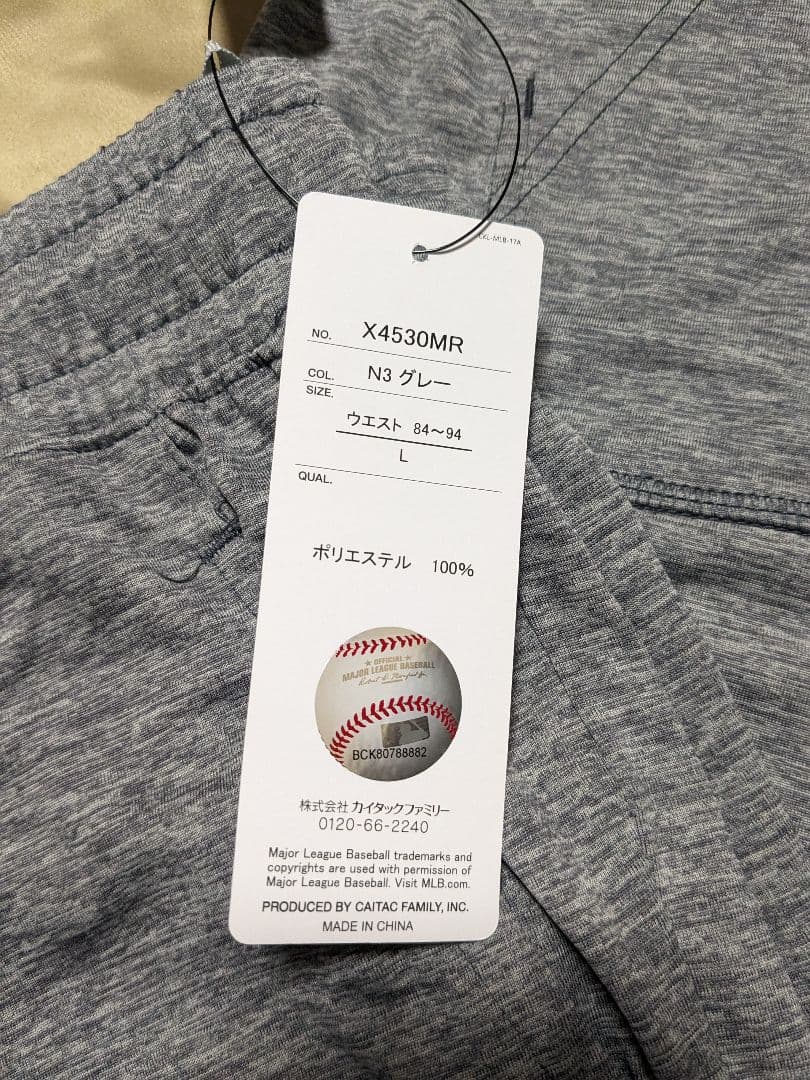 CKL-MLB-17A
NO. X4530MR
COL. N3 グレー
SIZE.
ウエスト 84〜94
L
QUAL.
ポリエステル 100%
★ OFFICIAL ★
MAJOR LEAGUE BASEBALL
BCK80788882
株式会社 カイタックファミリー
0120-66-2240
Major League Baseball trademarks and
copyrights are used with permission of
Major League Baseball. Visit MLB.com.
PRODUCED BY CAITAC FAMILY, INC.
MADE IN CHINA